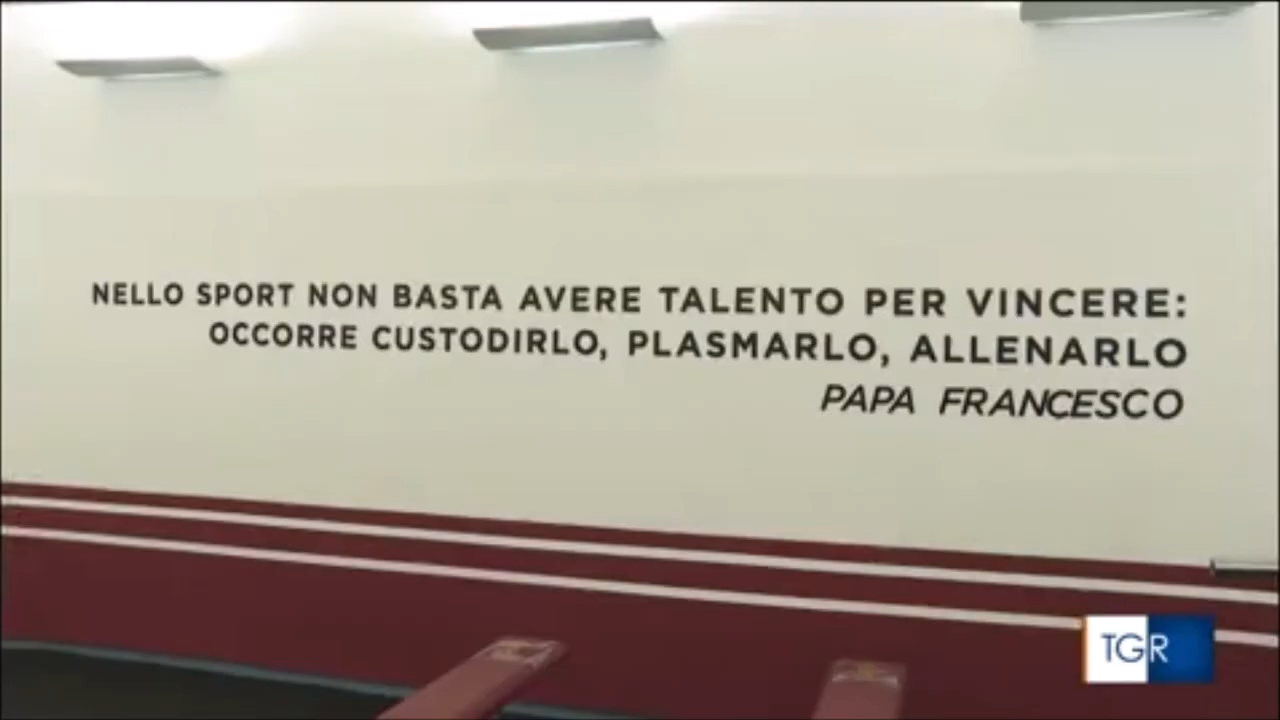 NELLO SPORT NON BASTA AVERE TALENTO PER VINCERE:
OCCORRE CUSTODIRLO, PLASMARLO, ALLENARLO
PAPA FRANCESCO
TGR